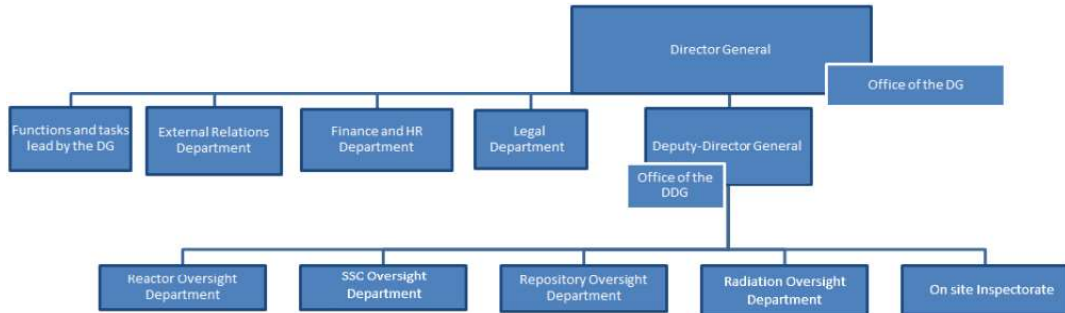 Director General
Office of the DG
Functions and tasks
lead by the DG
External Relations
Department
Finance and HR
Department
Legal
Department
Deputy-Director General
Office of the
DDG
Reactor Oversight
Department
SSC Oversight
Department
Repository Oversight
Department
Radiation Oversight
Department
On site Inspectorate